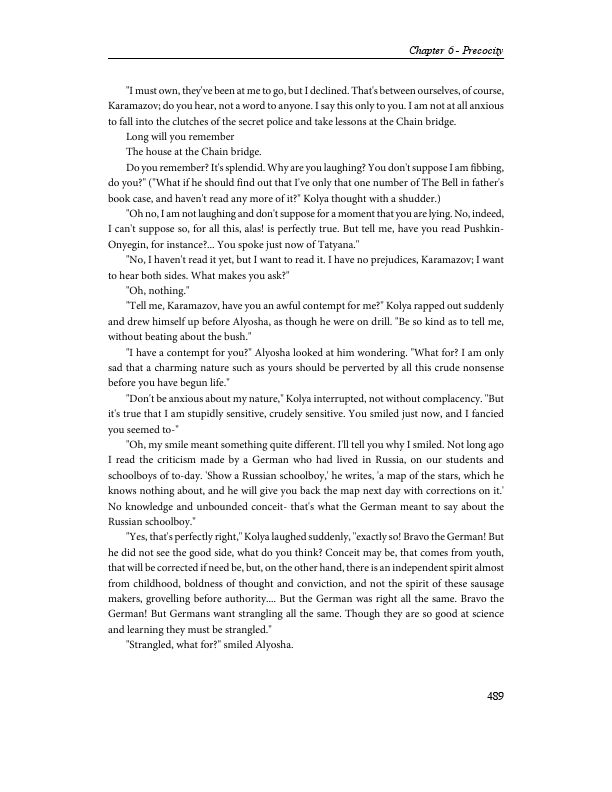 Chapter 6 - Precocity
"I must own, they've been at me to go, but I declined. That's between ourselves, of course,
Karamazov; do you hear, not a word to anyone. I say this only to you. I am not at all anxious
to fall into the clutches of the secret police and take lessons at the Chain bridge.
Long will you remember
The house at the Chain bridge.
Do you remember? It's splendid. Why are you laughing? You don't suppose I am fibbing,
do you?" ("What if he should find out that I've only that one number of The Bell in father's
book case, and haven't read any more of it?" Kolya thought with a shudder.)
"Oh no, I am not laughing and don't suppose for a moment that you are lying. No, indeed,
I can't suppose so, for all this, alas! is perfectly true. But tell me, have you read Pushkin-
Onyegin, for instance?... You spoke just now of Tatyana."
"No, I haven't read it yet, but I want to read it. I have no prejudices, Karamazov; I want
to hear both sides. What makes you ask?"
"Oh, nothing."
"Tell me, Karamazov, have you an awful contempt for me?" Kolya rapped out suddenly
and drew himself up before Alyosha, as though he were on drill. "Be so kind as to tell me,
without beating about the bush."
"I have a contempt for you?" Alyosha looked at him wondering. "What for? I am only
sad that a charming nature such as yours should be perverted by all this crude nonsense
before you have begun life."
"Don't be anxious about my nature," Kolya interrupted, not without complacency. "But
it's true that I am stupidly sensitive, crudely sensitive. You smiled just now, and I fancied
you seemed to-"
"Oh, my smile meant something quite different. I'll tell you why I smiled. Not long ago
I read the criticism made by a German who had lived in Russia, on our students and
schoolboys of to-day. 'Show a Russian schoolboy,' he writes, 'a map of the stars, which he
knows nothing about, and he will give you back the map next day with corrections on it.'
No knowledge and unbounded conceit- that's what the German meant to say about the
Russian schoolboy."
"Yes, that's perfectly right," Kolya laughed suddenly, "exactly so! Bravo the German! But
he did not see the good side, what do you think? Conceit may be, that comes from youth,
that will be corrected if need be, but, on the other hand, there is an independent spirit almost
from childhood, boldness of thought and conviction, and not the spirit of these sausage
makers, grovelling before authority.... But the German was right all the same. Bravo the
German! But Germans want strangling all the same. Though they are so good at science
and learning they must be strangled."
"Strangled, what for?" smiled Alyosha.
489